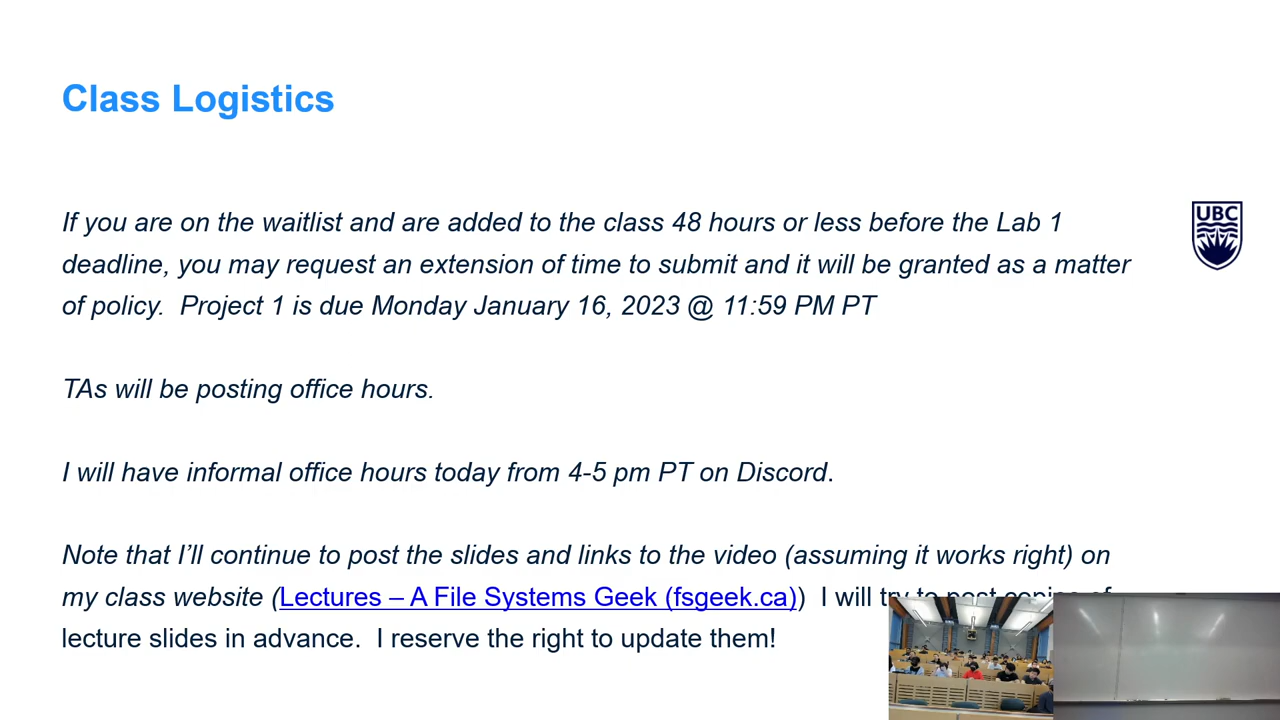 Class Logistics
If you are on the waitlist and are added to the class 48 hours or less before the Lab 1
UBC
deadline, you may request an extension of time to submit and it will be granted as a matter
of policy.  Project 1 is due Monday January 16, 2023 @ 11:59 PM PT
TAs will be posting office hours.
I will have informal office hours today from 4-5 pm PT on Discord.
Note that I’ll continue to post the slides and links to the video (assuming it works right) on
my class website (Lectures – A File Systems Geek (fsgeek.ca))  I will try to post copies of
lecture slides in advance.  I reserve the right to update them!